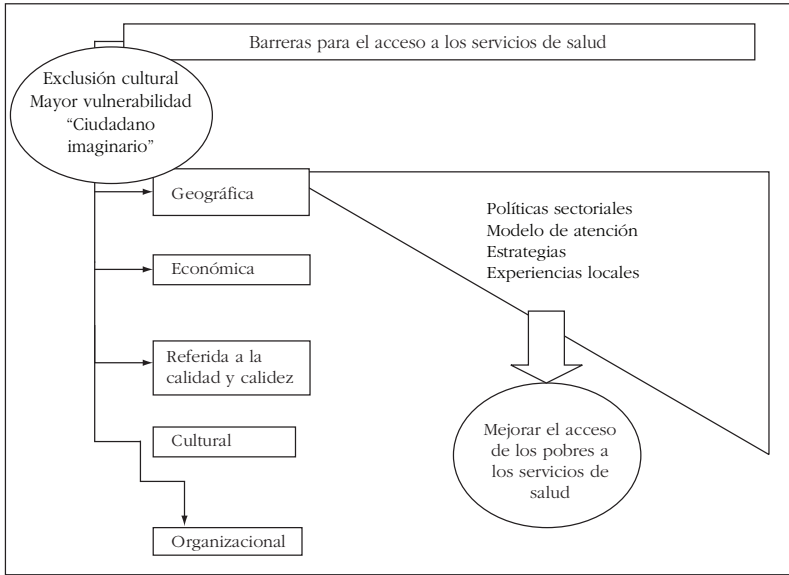 Barreras para el acceso a los servicios de salud
Exclusión cultural
Mayor vulnerabilidad
“Ciudadano
imaginario”
Geográfica
Económica
Referida a la
calidad y calidez
Cultural
Organizacional
Políticas sectoriales
Modelo de atención
Estrategias
Experiencias locales
Mejorar el acceso
de los pobres a
los servicios de
salud